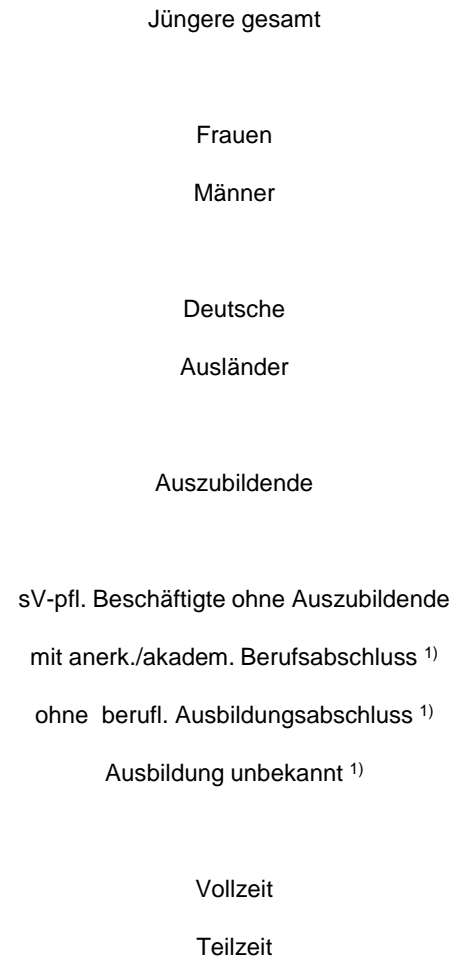 Jüngere gesamt
Frauen
Männer
Deutsche
Ausländer
Auszubildende
sV-pfl. Beschäftigte ohne Auszubildende
mit anerk./akadem. Berufsabschluss 1)
ohne  berufl. Ausbildungsabschluss 1)
Ausbildung unbekannt 1)
Vollzeit
Teilzeit